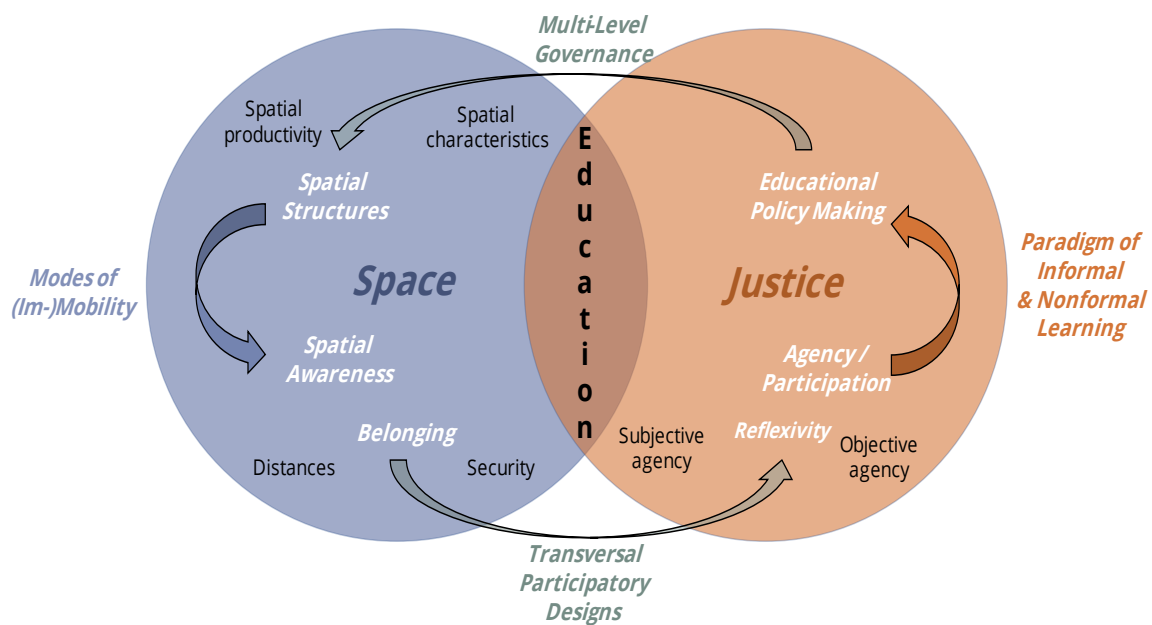 Multi-Level
Governance
Spatial
productivity
Spatial
characteristics
Education
Spatial
Structures
Educational
Policy Making
Modes of
(Im-)Mobility
Space
Justice
Paradigm of
Informal
& Nonformal
Learning
Spatial
Awareness
Agency /
Participation
Belonging
Reflexivity
Distances
Security
Subjective
agency
Objective
agency
Transversal
Participatory
Designs